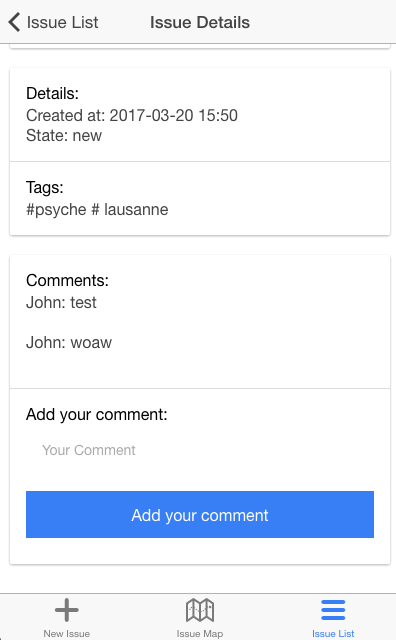 Issue List
Issue Details
Details:
Created at: 2017-03-20 15:50
State: new
Tags:
#psyche # lausanne
Comments:
John: test
John: woaw
Add your comment:
Your Comment
Add your comment
New Issue
Issue Map
Issue List